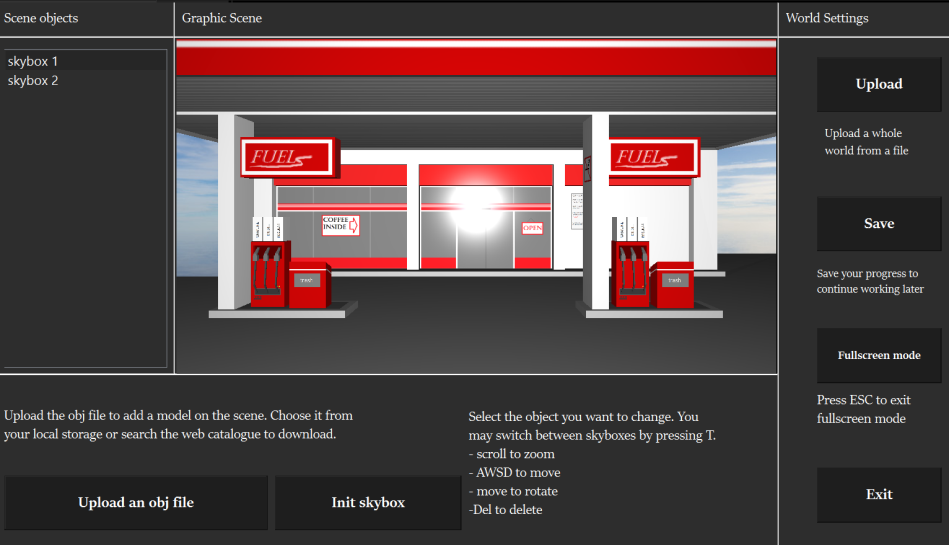 Scene objects
Graphic Scene
World Settings
skybox 1
skybox 2
FUELs
FUELs
COFFEE
INSIDE
OPEN
trash
trash
Upload
Upload a whole
world from a file
Save
Save your progress to
continue working later
Fullscreen mode
Press ESC to exit
fullscreen mode
Exit
Upload the obj file to add a model on the scene. Choose it from
your local storage or search the web catalogue to download.
Upload an obj file
Init skybox
Select the object you want to change. You
may switch between skyboxes by pressing T.
- scroll to zoom
- AWSD to move
- move to rotate
-Del to delete